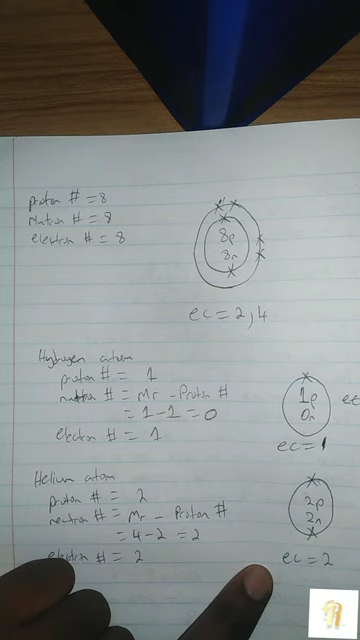 proton # = 8
Nutron # = 8
electron # = 8
8p
8n
ec = 2,4
Hydrogen atom
proton # = 1
nutron # = Mr - Proton #
= 1-1 = 0
electron # = 1
1p
0n
ec = 1
Helium atom
proton # = 2
neutron # = Mr - Proton #
= 4-2 = 2
electron # = 2
2p
2n
ec = 2